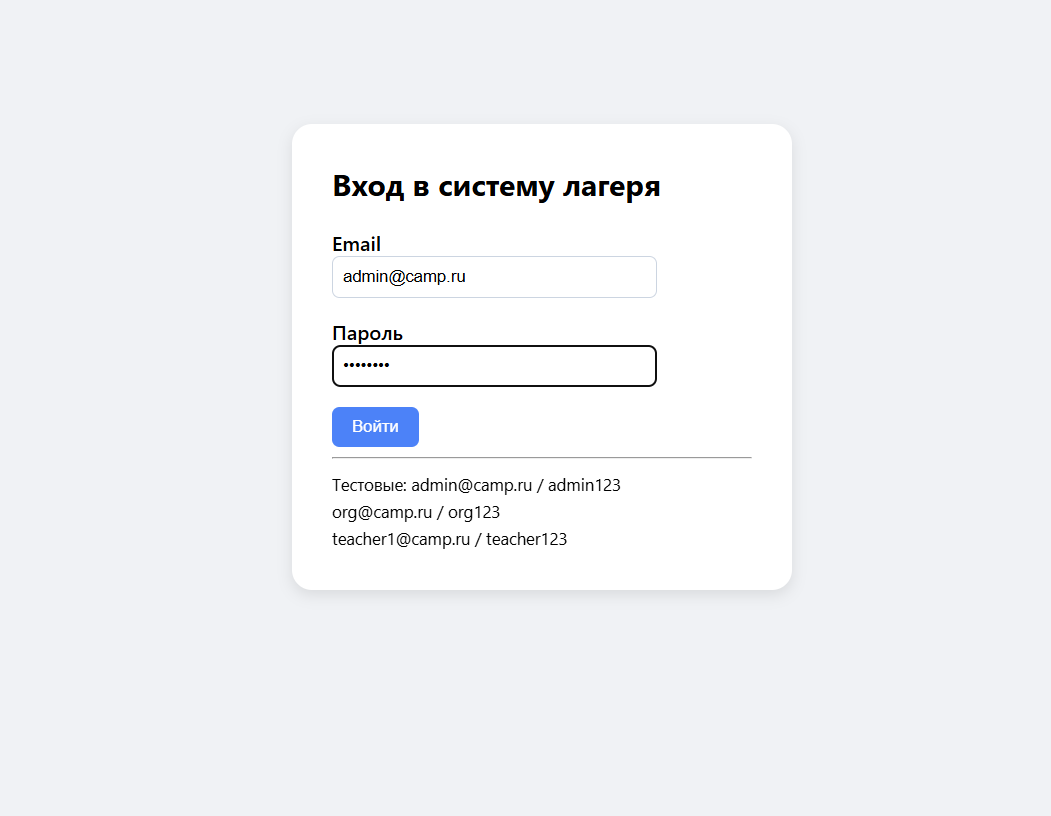 Вход в систему лагеря
Email
admin@camp.ru
Пароль
••••••••
Войти
Тестовые: admin@camp.ru / admin123
org@camp.ru / org123
teacher1@camp.ru / teacher123